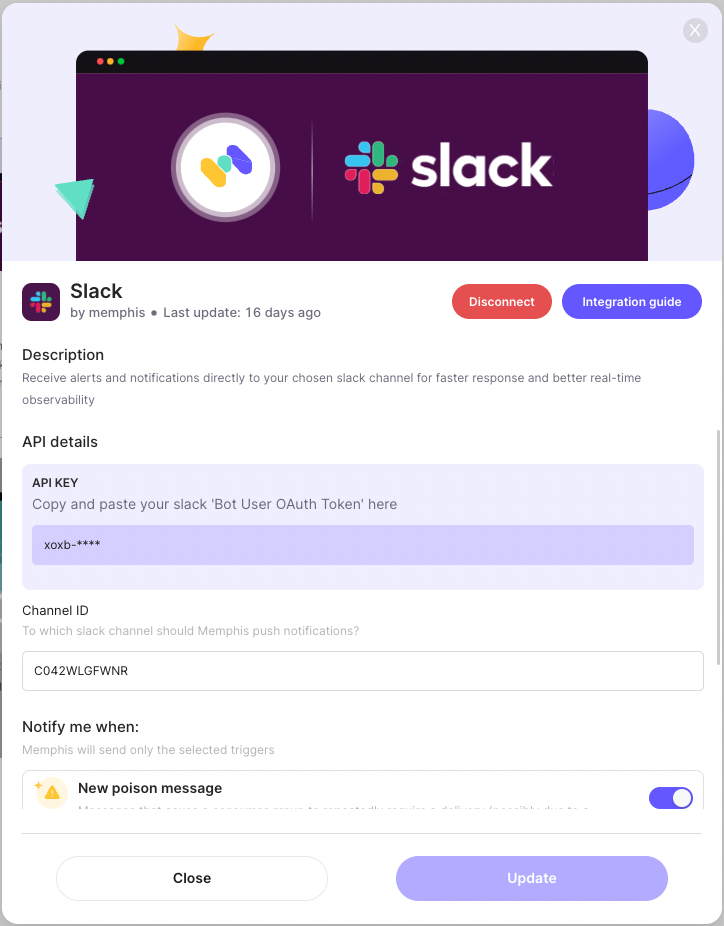 X
slack
Slack
by memphis • Last update: 16 days ago
Disconnect
Integration guide
Description
Receive alerts and notifications directly to your chosen slack channel for faster response and better real-time
observability
API details
API KEY
Copy and paste your slack 'Bot User OAuth Token' here
xoxb-****
Channel ID
To which slack channel should Memphis push notifications?
C042WLGFWNR
Notify me when:
Memphis will send only the selected triggers
New poison message
Close
Update